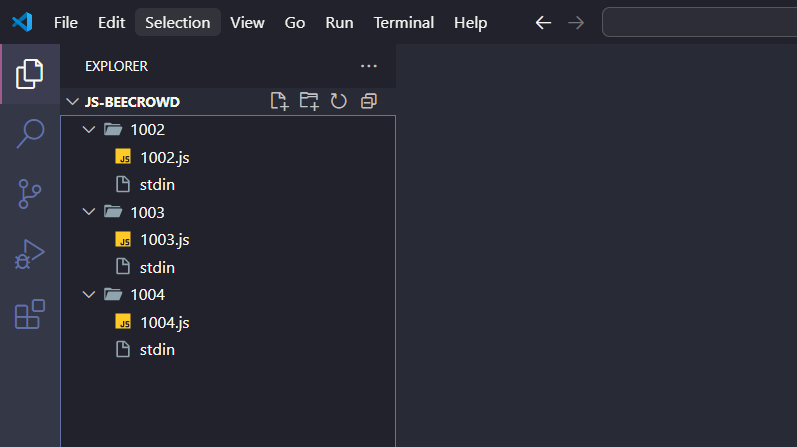 File Edit Selection View Go Run Terminal Help
EXPLORER
JS-BEECROWD
1002
JS 1002.js
stdin
1003
JS 1003.js
stdin
1004
JS 1004.js
stdin